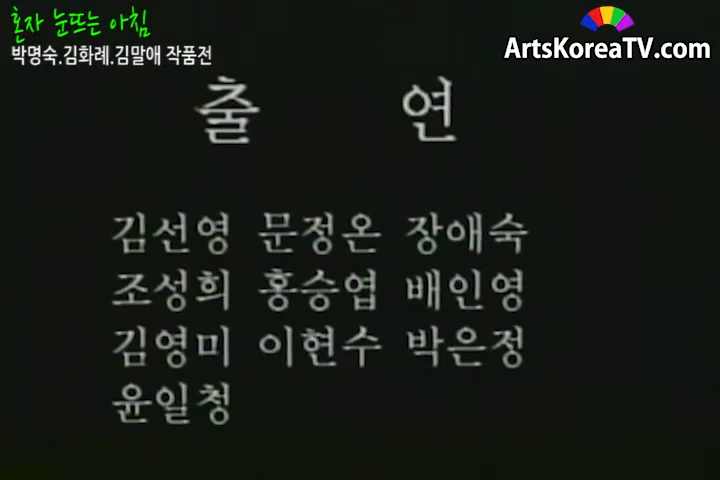 혼자 눈뜨는 아침
박명숙.김화례.김말애 작품전
ArtsKoreaTV.com
출 연
김선영 문정온 장애숙
조성희 홍승엽 배인영
김영미 이현수 박은정
윤일청